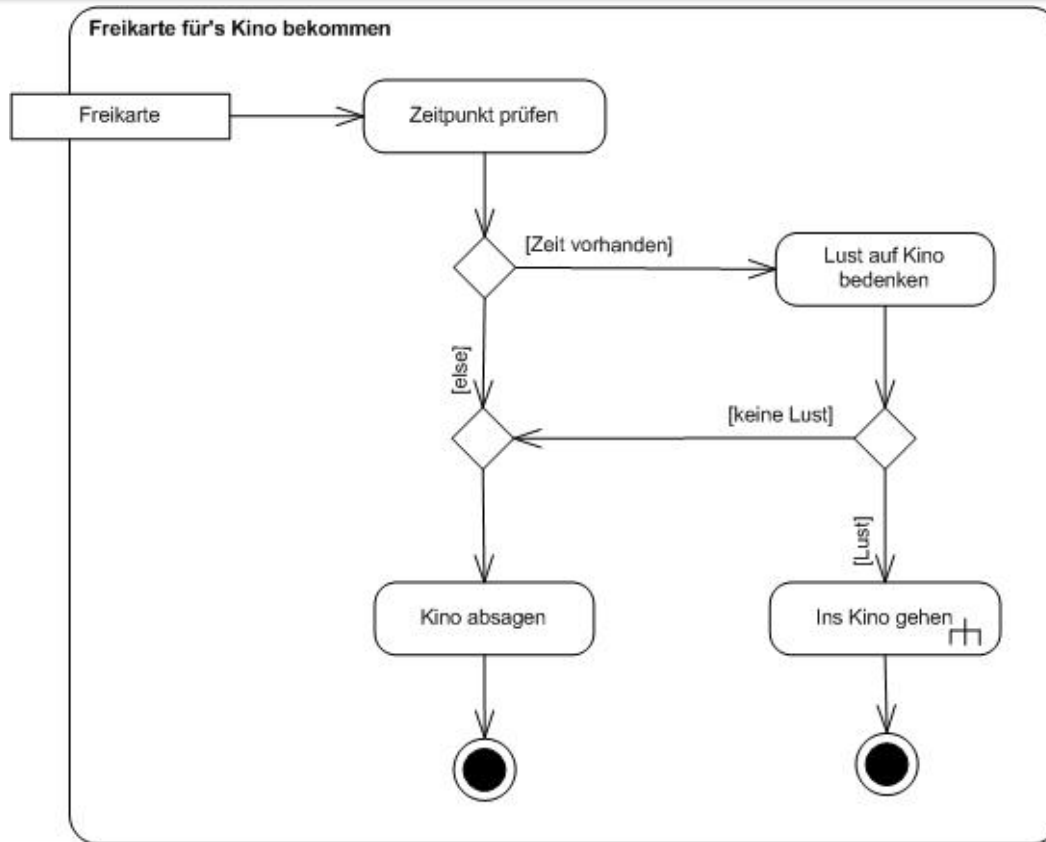 Freikarte für's Kino bekommen
Freikarte
Zeitpunkt prüfen
[Zeit vorhanden]
Lust auf Kino
bedenken
[else]
[keine Lust]
[Lust]
Kino absagen
Ins Kino gehen